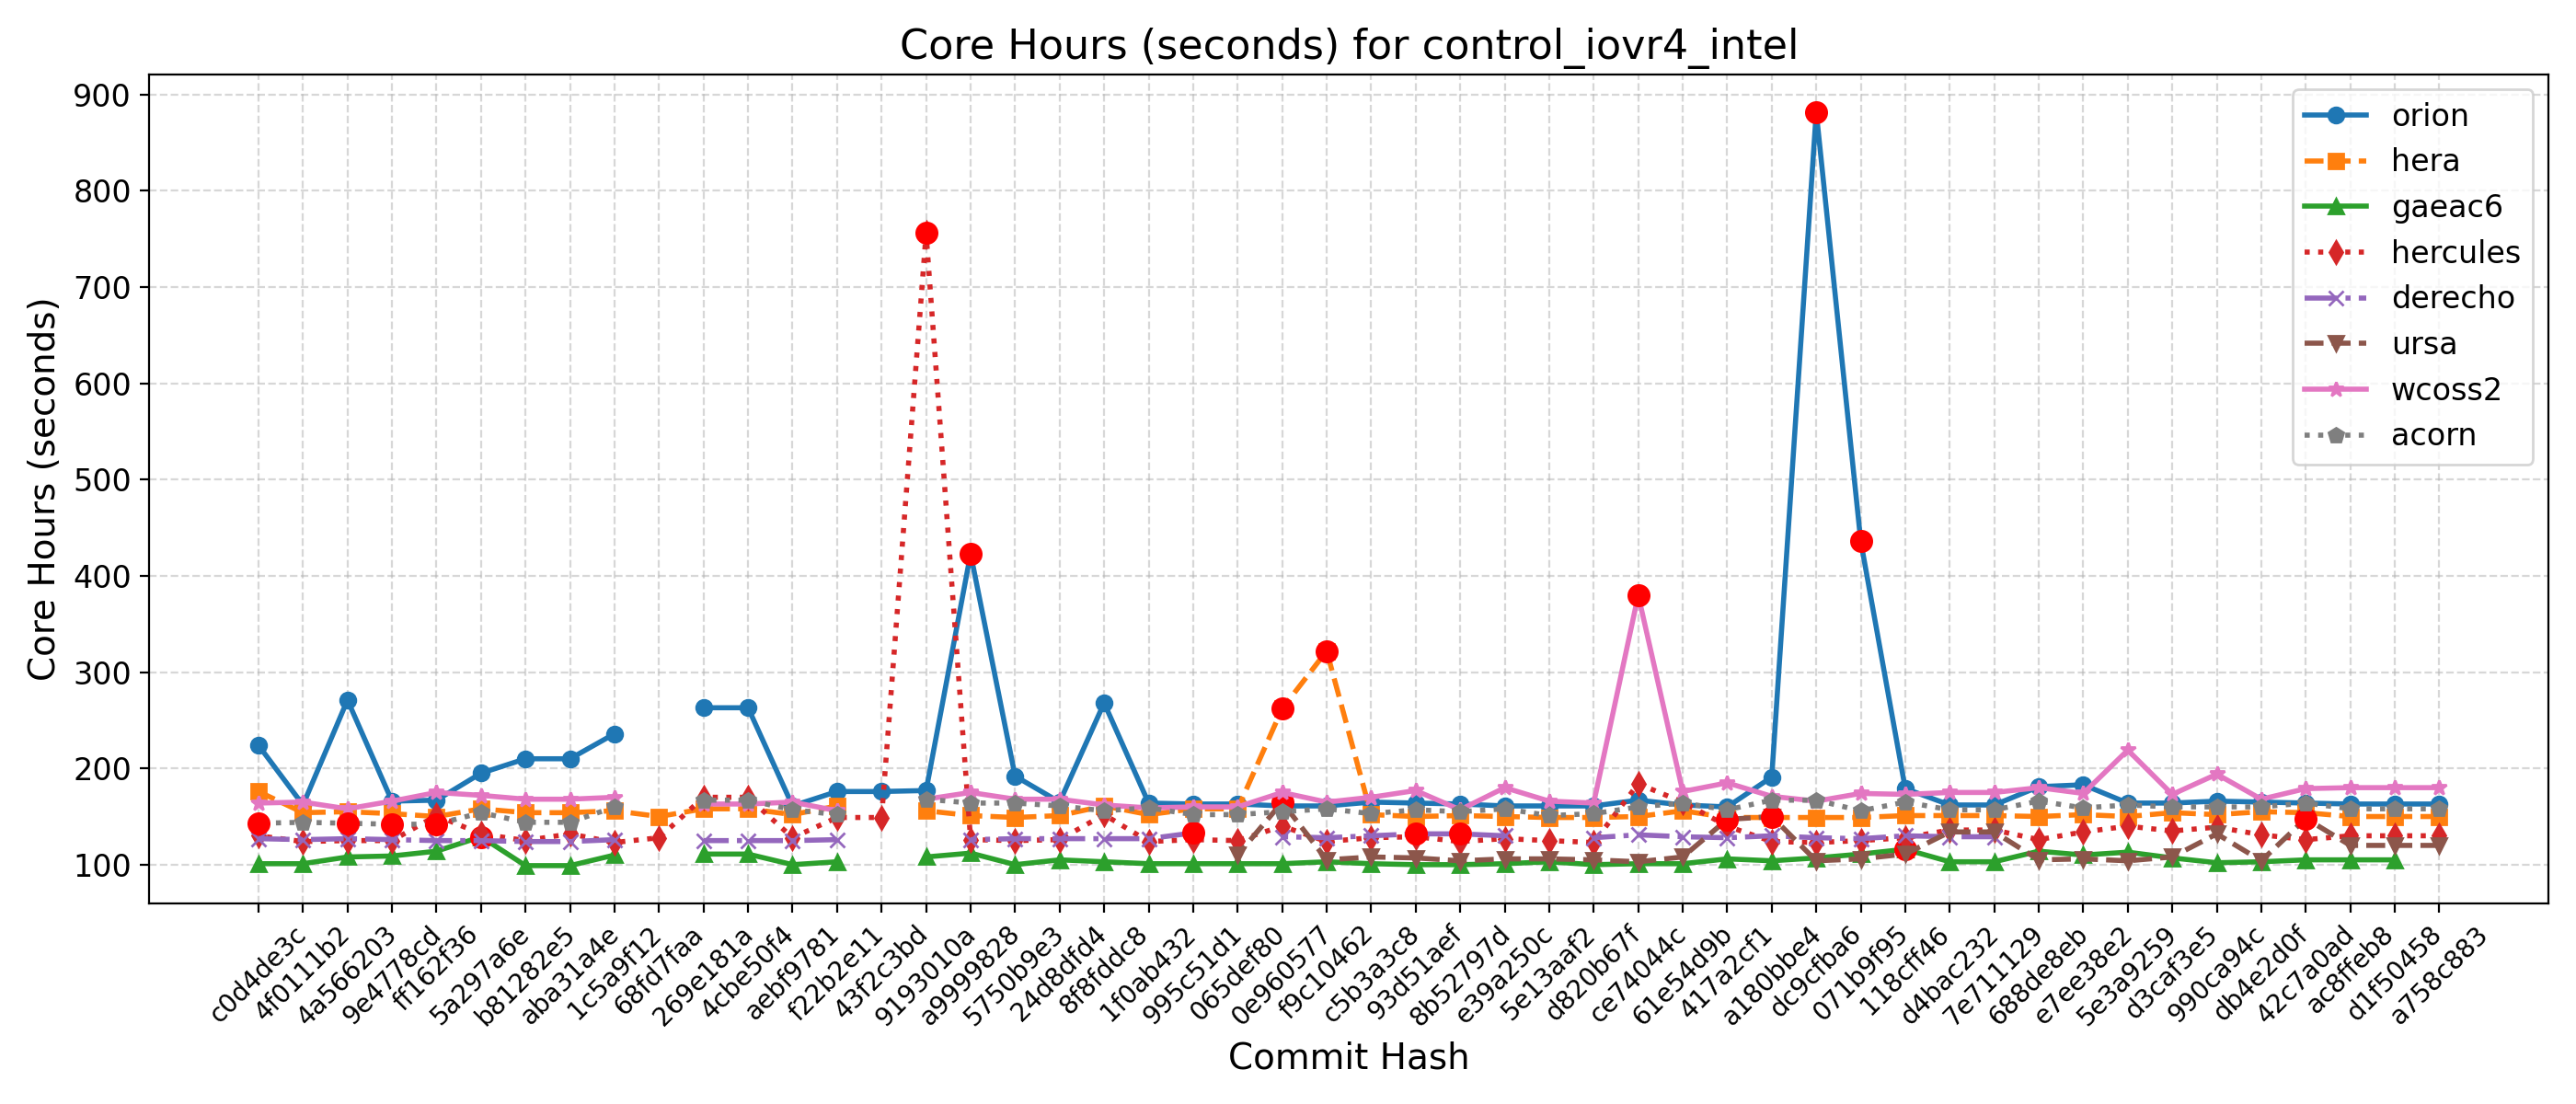 Core Hours (seconds) for control_iovr4_intel
Core Hours (seconds)
900
800
700
600
500
400
300
200
100
orion
hera
gaeac6
hercules
derecho
ursa
wcoss2
acorn
c0d4de3c
4f0111b2
4a566203
9e4778cd
ff162f36
5a297a6e
b81282e5
aba31a4e
1c5a9f12
68fd7faa
269e181a
4cbe50f4
aebf9781
f22b2e11
43f2c3bd
9193010a
a9999828
5750b9e3
24d8dfd4
8f8fddc8
1f0ab432
995c51d1
065def80
0e960577
f9c10462
c5b3a3c8
93d51aef
8b52797d
e39a250c
5e13aaf2
d820b67f
ce74044c
61e54d9b
417a2cf1
a180bbe4
dc9cfba6
071b9f95
118cff46
d4bac232
7e711129
688de8eb
e7ee38e2
5e3a9259
d3caf3e5
990ca94c
db4e2d0f
42c7a0ad
ac8ffeb8
d1f50458
a758c883
Commit Hash